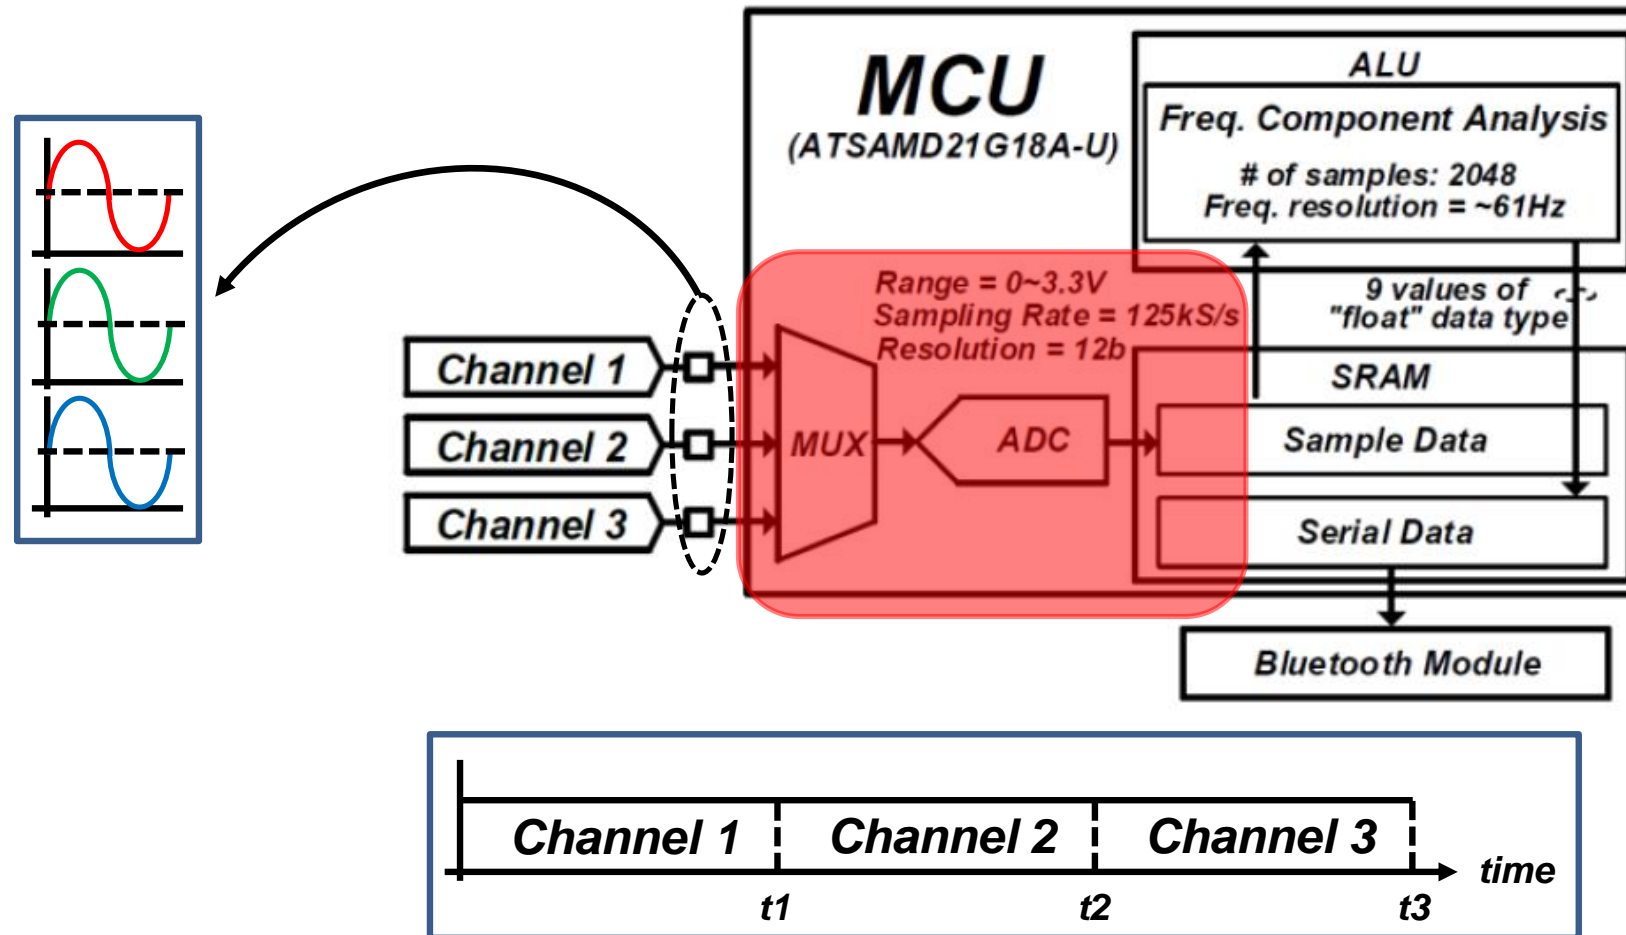 MCU
(ATSAMD21G18A-U)
ALU
Freq. Component Analysis
# of samples: 2048
Freq. resolution = ~61Hz
Range = 0~3.3V
Sampling Rate = 125kS/s
Resolution = 12b
9 values of
"float" data type
Channel 1
Channel 2
Channel 3
MUX
ADC
SRAM
Sample Data
Serial Data
Bluetooth Module
Channel 1
Channel 2
Channel 3
time
t1
t2
t3